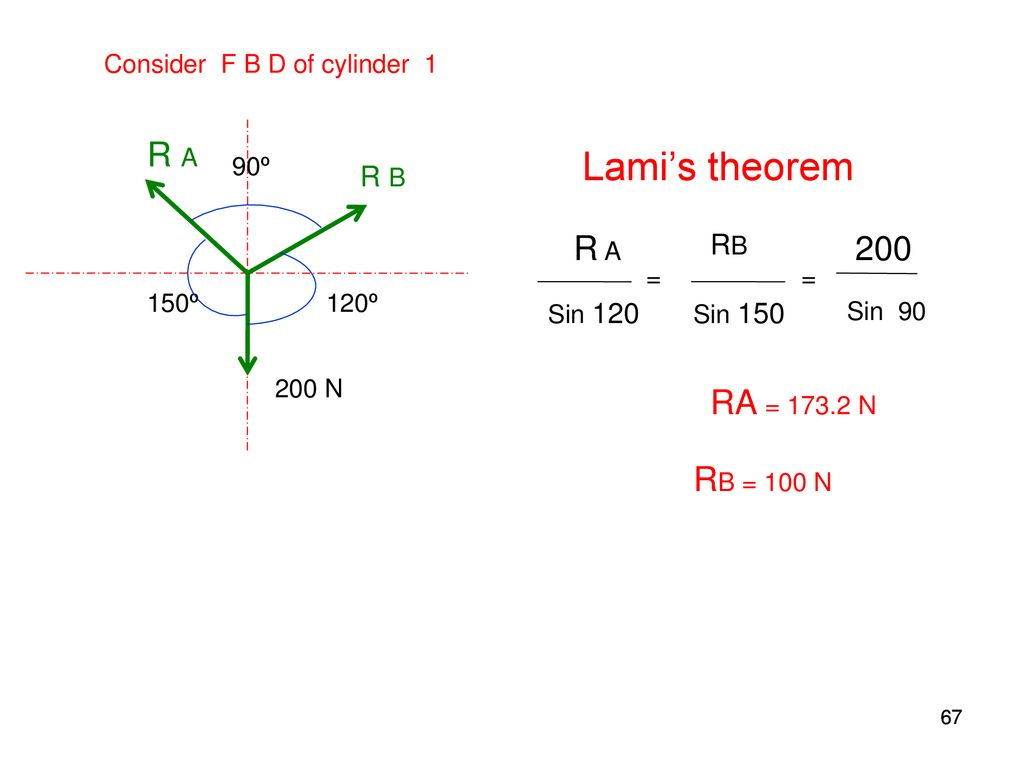 Consider F B D of cylinder 1
R A
90º
R B
150º
120º
200 N
Lami’s theorem
R A
RB
200
=
=
Sin 120
Sin 150
Sin 90
RA = 173.2 N
RB = 100 N
67